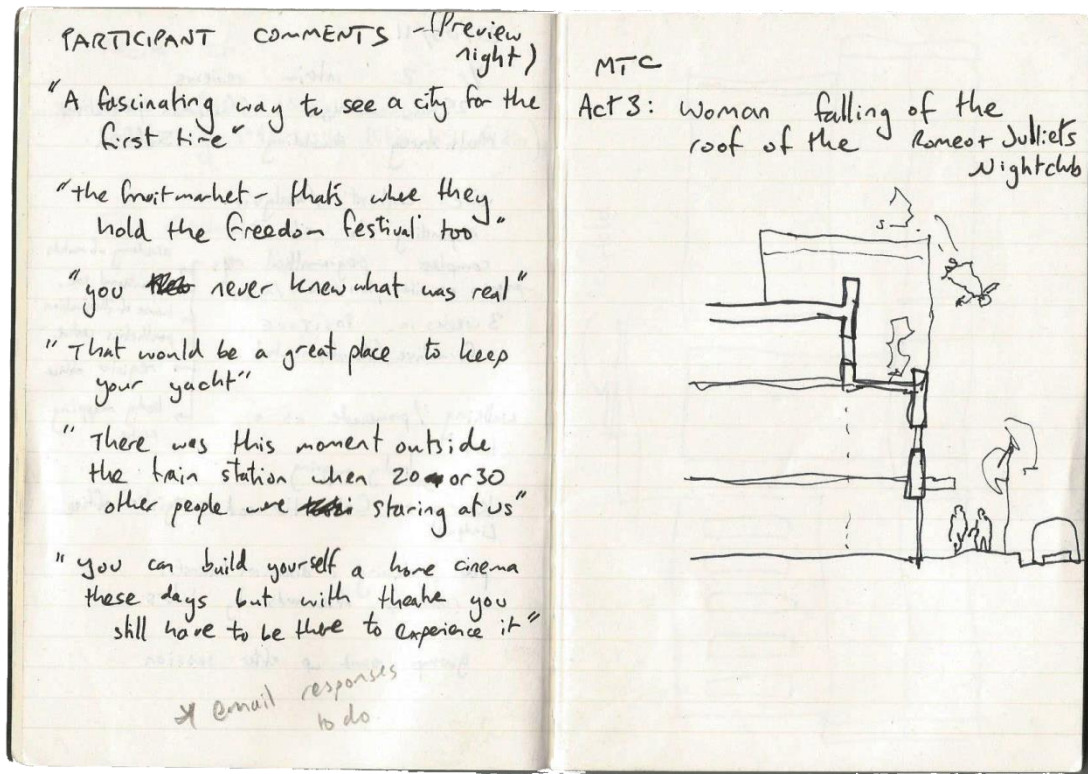 PARTICIPANT COMMENTS - (Preview
night)
"A fascinating way to see a city for the
first time"
"the fruitmarket - that's where they
hold the Freedom festival too"
"you never knew what was real"
"That would be a great place to keep
your yacht"
"There was this moment outside
the train station when 20 or 30
other people were staring at us"
"you can build yourself a home cinema
these days but with theatre you
still have to be there to experience it"
* email responses
to do
MTC
Act 3: Woman falling of the
roof of the Romeo + Julliets
Nightclub